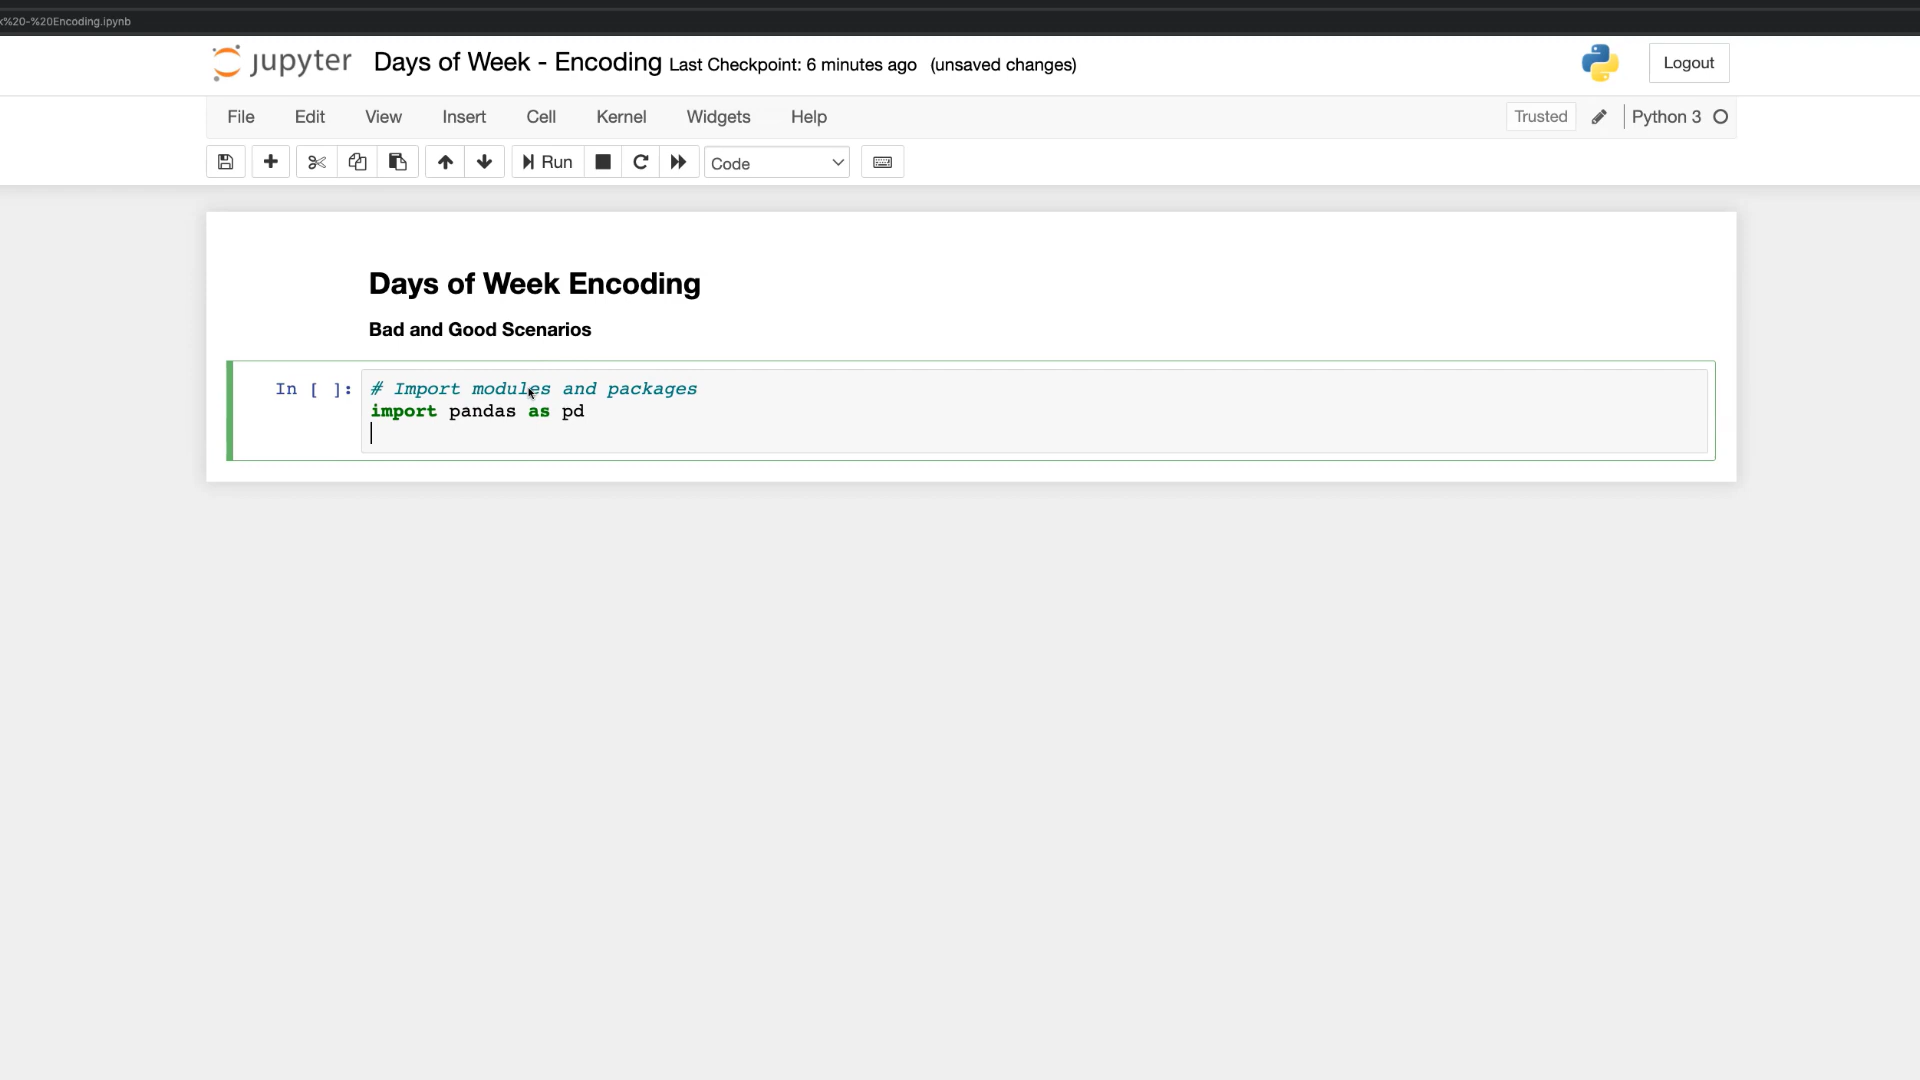 x%20-%20Encoding.ipynb
jupyter Days of Week - Encoding Last Checkpoint: 6 minutes ago (unsaved changes) Logout
File Edit View Insert Cell Kernel Widgets Help Trusted Python 3
Run Code
Days of Week Encoding
Bad and Good Scenarios
In [ ]: # Import modules and packages
import pandas as pd